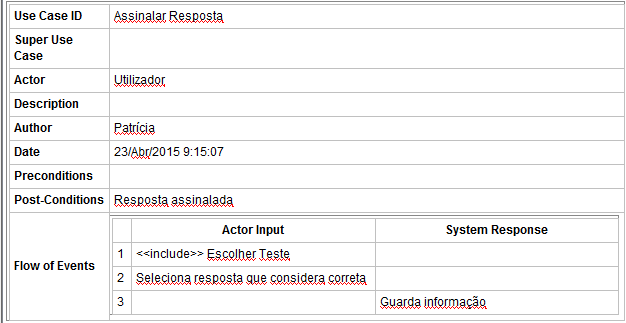 Use Case ID Assinalar Resposta
Super Use
Case
Actor Utilizador
Description
Author Patrícia
Date 23/Abr/2015 9:15:07
Preconditions
Post-Conditions Resposta assinalada
Flow of Events
Actor Input System Response
1 <<include>> Escolher Teste
2 Seleciona resposta que considera correta
3 Guarda informação